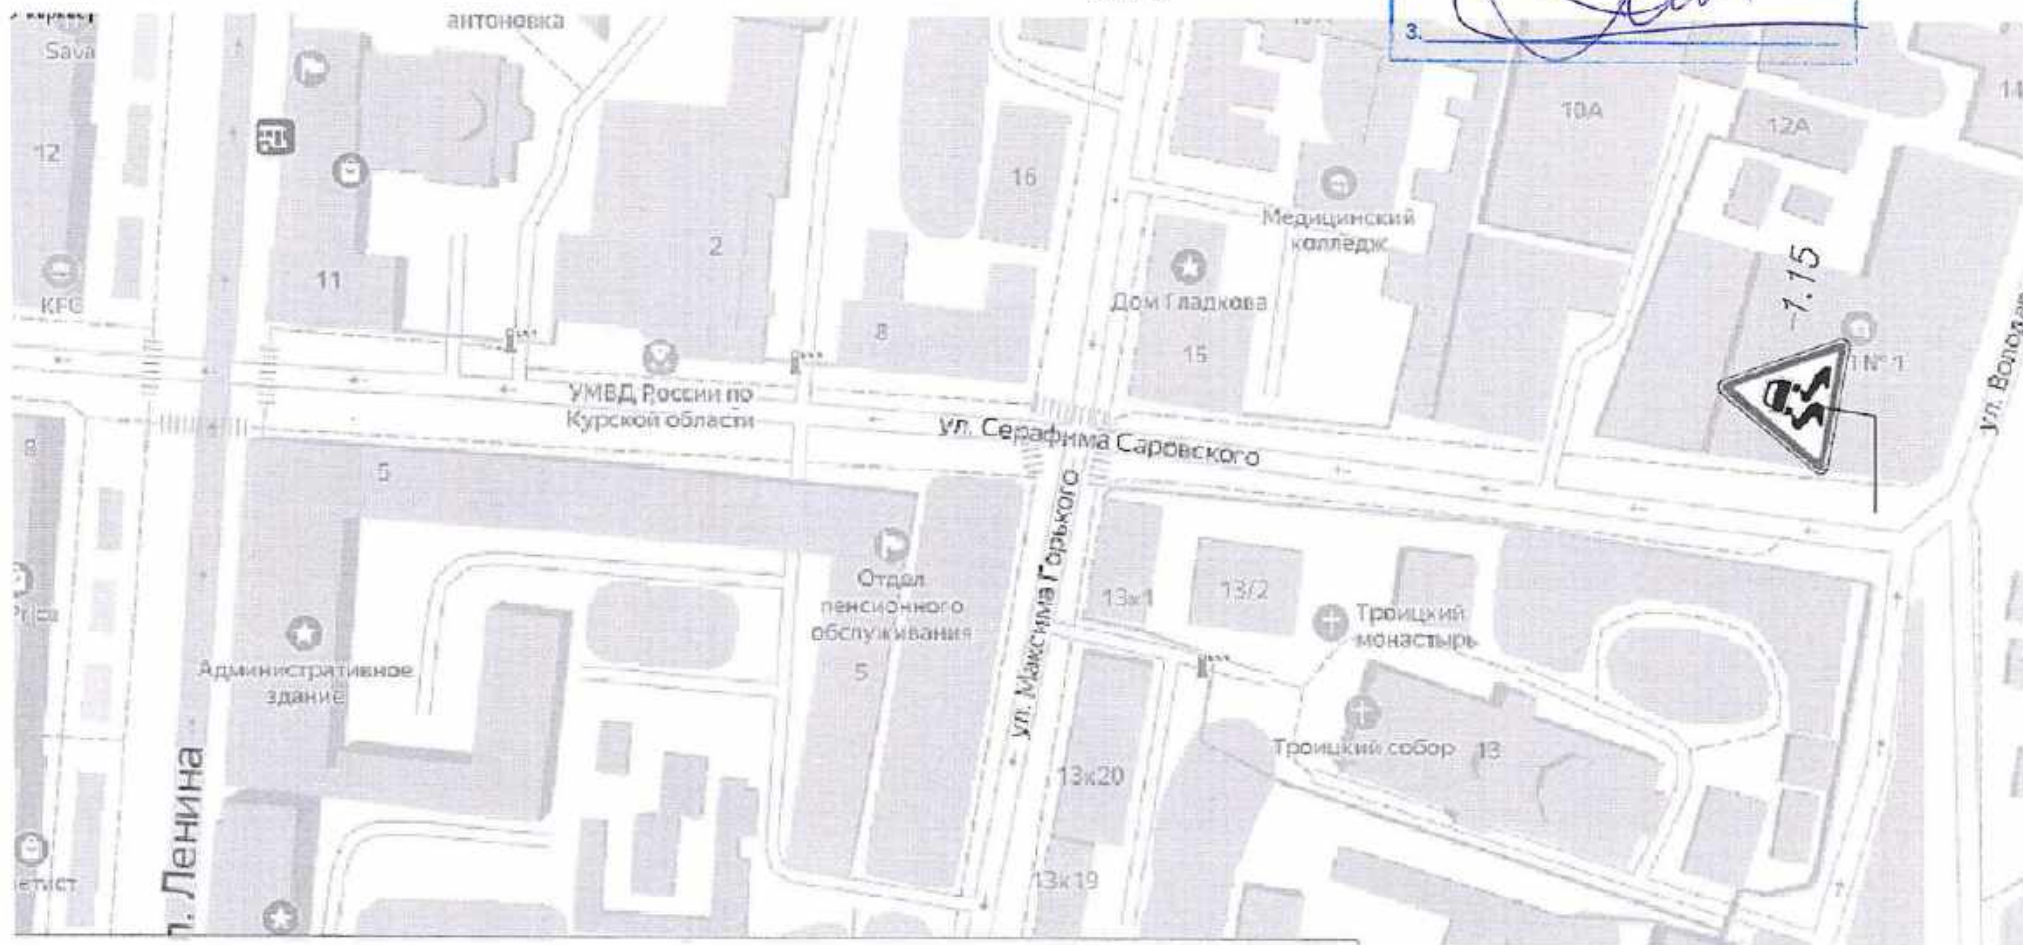 антоновка
3.
Sava
12
KFC
11
2
16
8
10А
12А
Медицинский
колледж
Дом Гладкова
15
-1.15
УМВД России по
Курской области
ул. Серафима Саровского
8
5
Отдел
пенсионного
обслуживания
5
ул. Максима Горького
13к1
13/2
Троицкий
монастырь
Троицкий собор
13
Административное
здание
13к20
13к19
Ленина